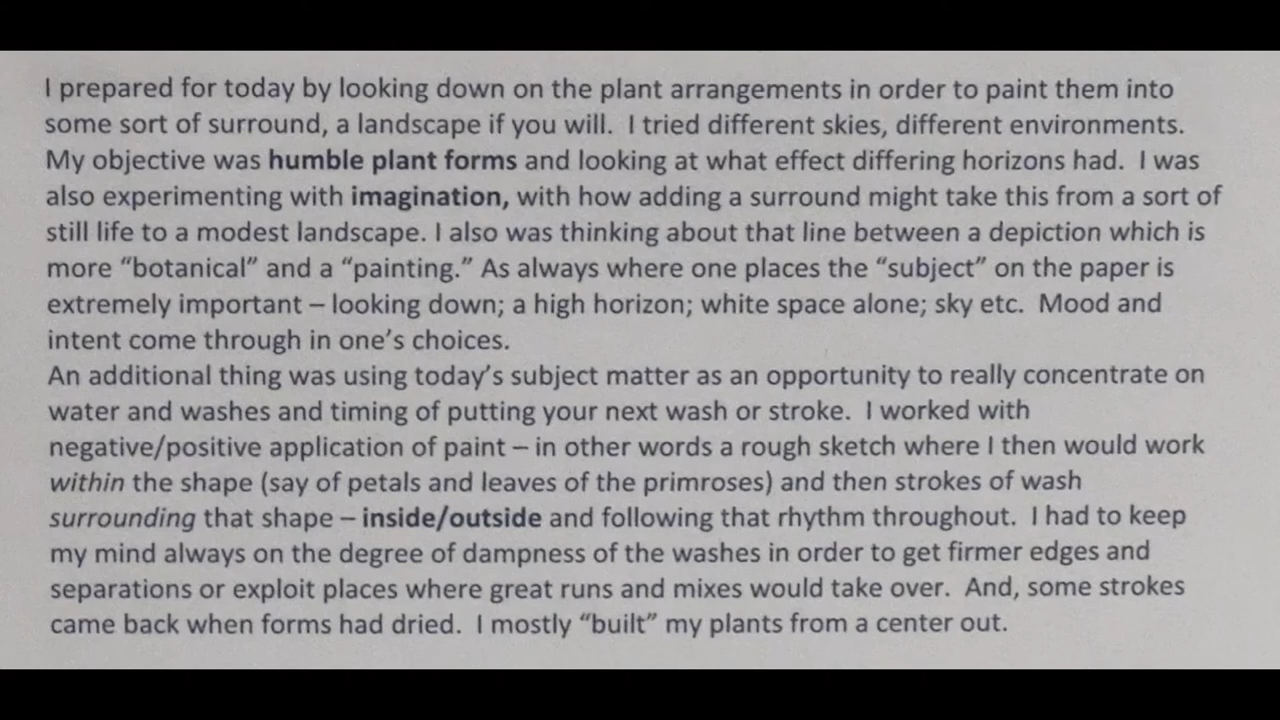 I prepared for today by looking down on the plant arrangements in order to paint them into
some sort of surround, a landscape if you will.  I tried different skies, different environments.
My objective was humble plant forms and looking at what effect differing horizons had.  I was
also experimenting with imagination, with how adding a surround might take this from a sort of
still life to a modest landscape. I also was thinking about that line between a depiction which is
more “botanical” and a “painting.” As always where one places the “subject” on the paper is
extremely important – looking down; a high horizon; white space alone; sky etc.  Mood and
intent come through in one’s choices.
An additional thing was using today’s subject matter as an opportunity to really concentrate on
water and washes and timing of putting your next wash or stroke.  I worked with
negative/positive application of paint – in other words a rough sketch where I then would work
within the shape (say of petals and leaves of the primroses) and then strokes of wash
surrounding that shape – inside/outside and following that rhythm throughout.  I had to keep
my mind always on the degree of dampness of the washes in order to get firmer edges and
separations or exploit places where great runs and mixes would take over.  And, some strokes
came back when forms had dried.  I mostly “built” my plants from a center out.